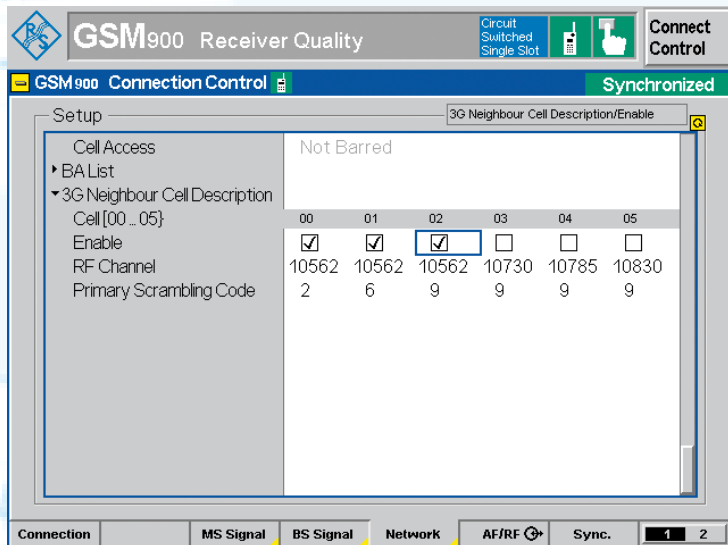 R&S
GSM900 Receiver Quality
Circuit
Switched
Single Slot
Connect
Control
GSM900 Connection Control
Synchronized
Setup
3G Neighbour Cell Description/Enable
Cell Access Not Barred
BA List
3G Neighbour Cell Description
Cell [00 ... 05} 00 01 02 03 04 05
Enable
RF Channel 10562 10562 10562 10730 10785 10830
Primary Scrambling Code 2 6 9 9 9 9
Connection MS Signal BS Signal Network AF/RF Sync. 1 2